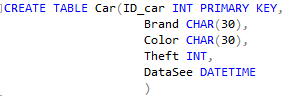 CREATE TABLE Car(ID_car INT PRIMARY KEY,
Brand CHAR(30),
Color CHAR(30),
Theft INT,
DataSee DATETIME
)